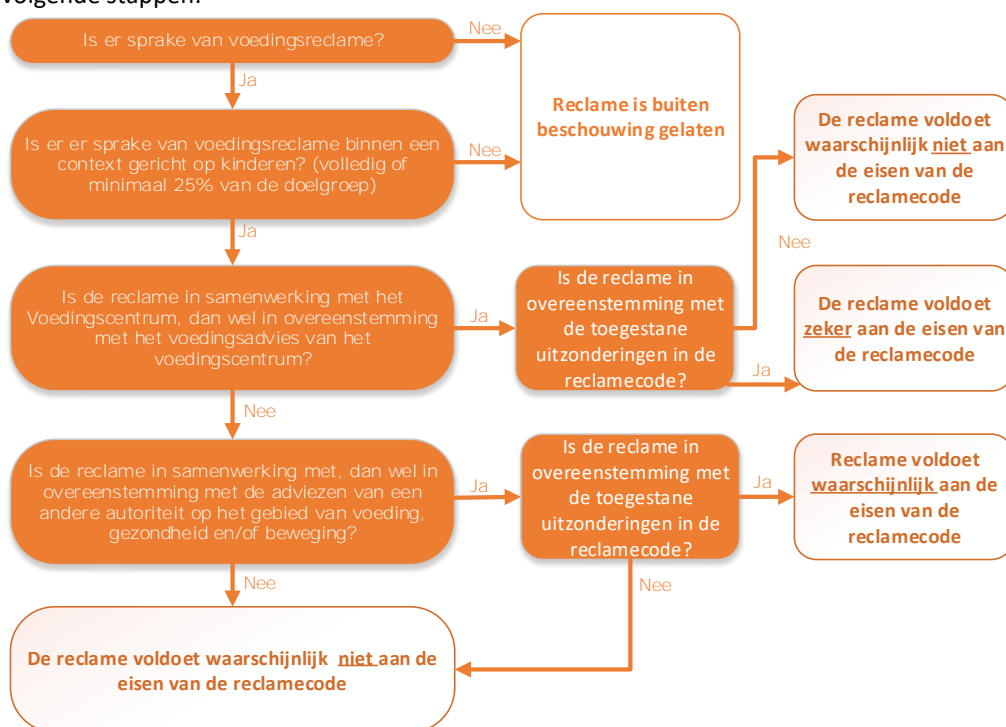 volgende stappen:
Is er sprake van voedingsreclame?
Nee
Ja
Reclame is buiten
beschouwing gelaten
Is er er sprake van voedingsreclame binnen een
context gericht op kinderen? (volledig of
minimaal 25% van de doelgroep)
Nee
Ja
De reclame voldoet
waarschijnlijk niet aan
de eisen van de
reclamecode
Nee
Is de reclame in samenwerking met het
Voedingscentrum, dan wel in overeenstemming
met het voedingsadvies van het
voedingscentrum?
Ja
Is de reclame in
overeenstemming met
de toegestane
uitzonderingen in de
reclamecode?
Ja
De reclame voldoet
zeker aan de eisen van
de reclamecode
Nee
Is de reclame in samenwerking met, dan wel in
overeenstemming met de adviezen van een
andere autoriteit op het gebied van voeding,
gezondheid en/of beweging?
Ja
Is de reclame in
overeenstemming met
de toegestane
uitzonderingen in de
reclamecode?
Ja
Reclame voldoet
waarschijnlijk aan de
eisen van de
reclamecode
Nee
Nee
De reclame voldoet waarschijnlijk niet aan de
eisen van de reclamecode